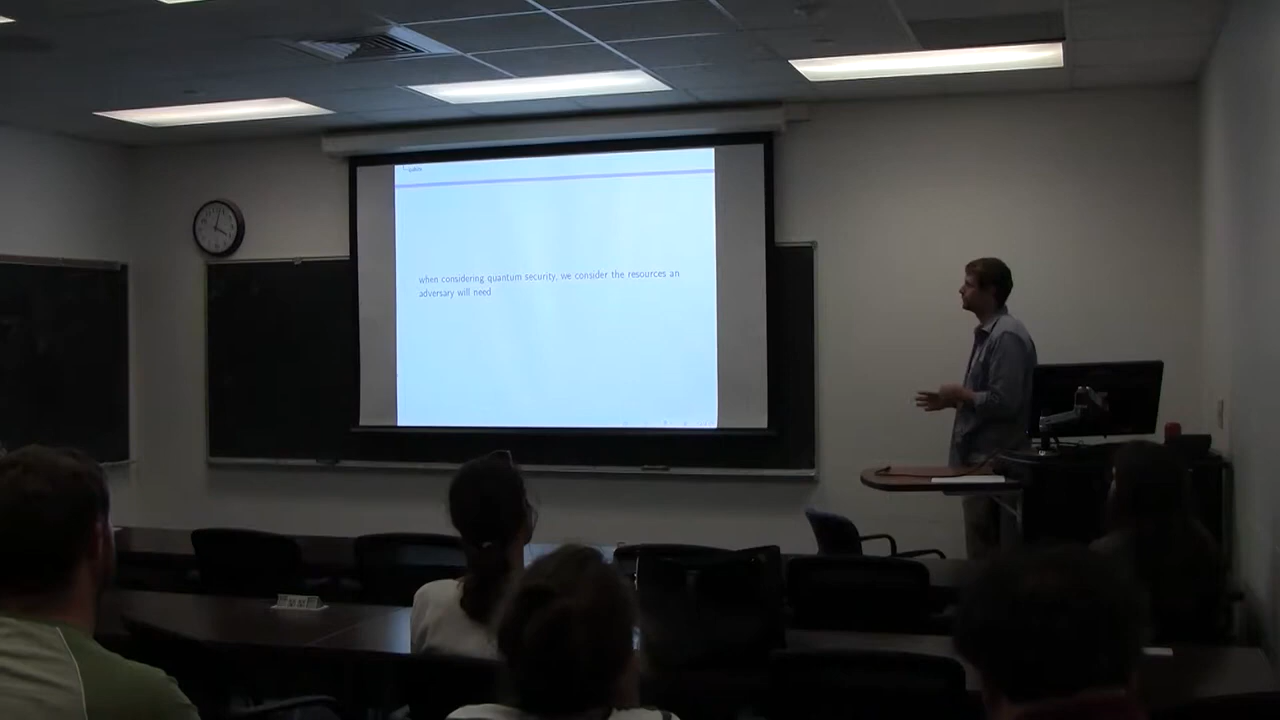 when considering quantum security, we consider the resources an
adversary will need